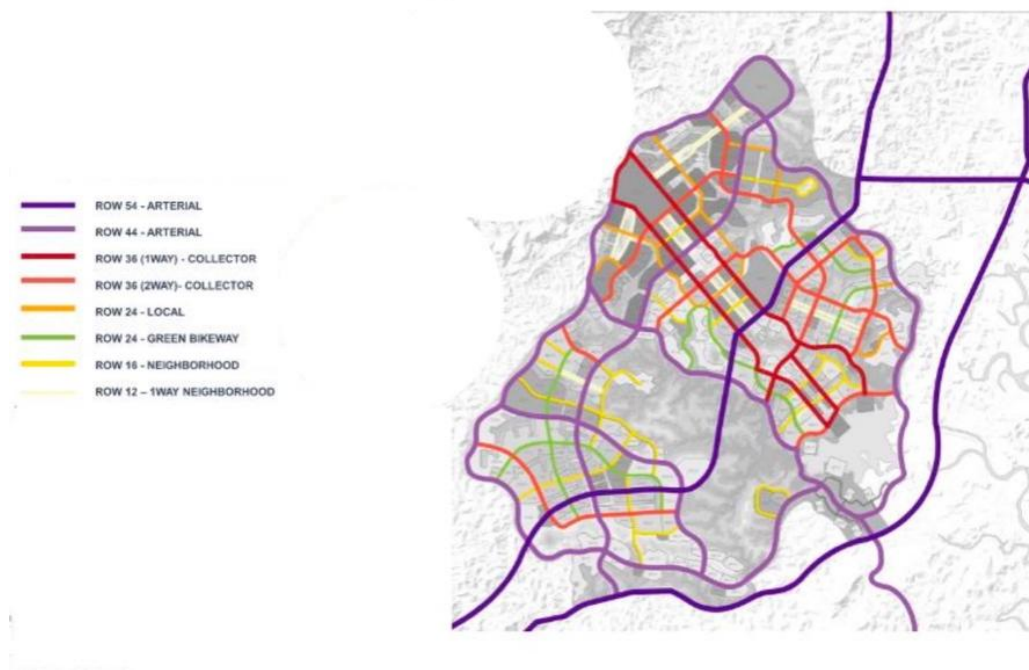 ROW 54 - ARTERIAL
ROW 44 - ARTERIAL
ROW 36 (1WAY) - COLLECTOR
ROW 36 (2WAY)- COLLECTOR
ROW 24 - LOCAL
ROW 24 - GREEN BIKEWAY
ROW 16 - NEIGHBORHOOD
ROW 12 – 1WAY NEIGHBORHOOD